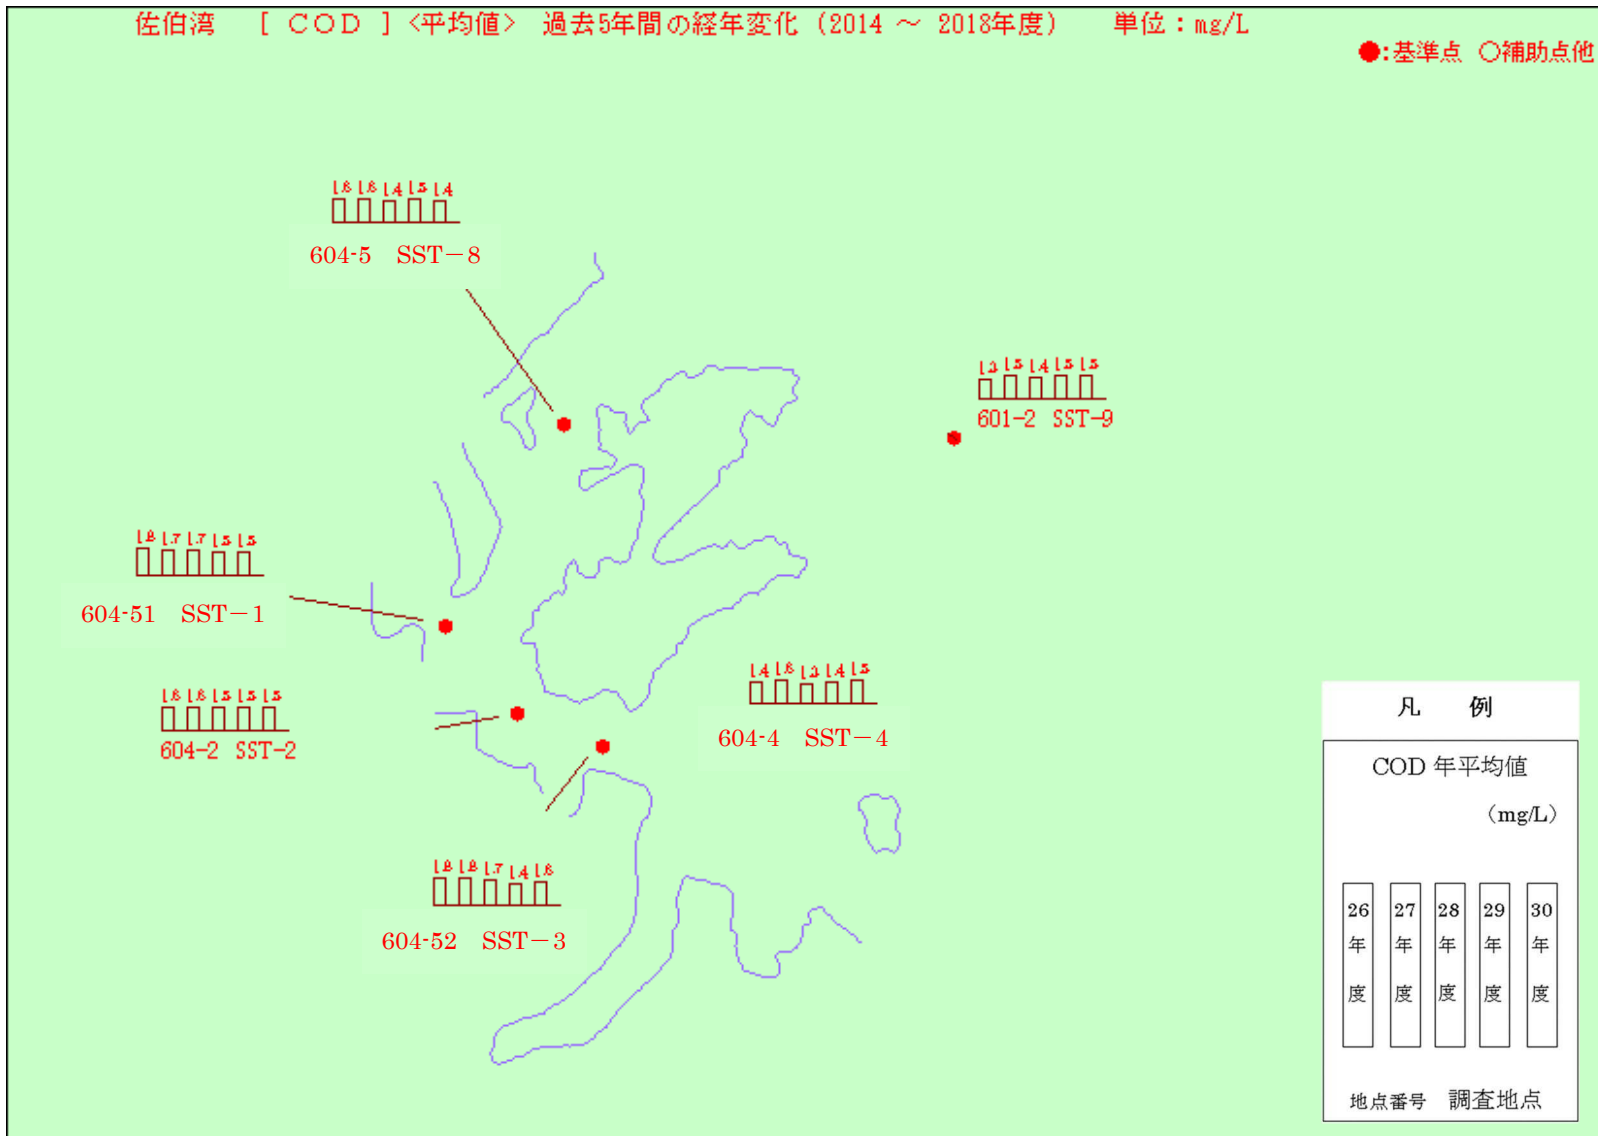 佐伯湾 [ COD ] <平均値> 過去5年間の経年変化 (2014 ～ 2018年度) 単位：mg/L
●:基準点 ○補助点他
1.6 1.6 1.4 1.5 1.4
604-5 SST－8
1.3 1.5 1.4 1.5 1.5
601-2 SST-9
1.8 1.7 1.7 1.5 1.5
604-51 SST－1
1.6 1.6 1.5 1.5 1.5
604-2 SST-2
1.4 1.6 1.3 1.4 1.5
604-4 SST－4
1.8 1.8 1.7 1.4 1.6
604-52 SST－3
凡 例
COD 年平均値
（mg/L）
26年度 27年度 28年度 29年度 30年度
地点番号 調査地点